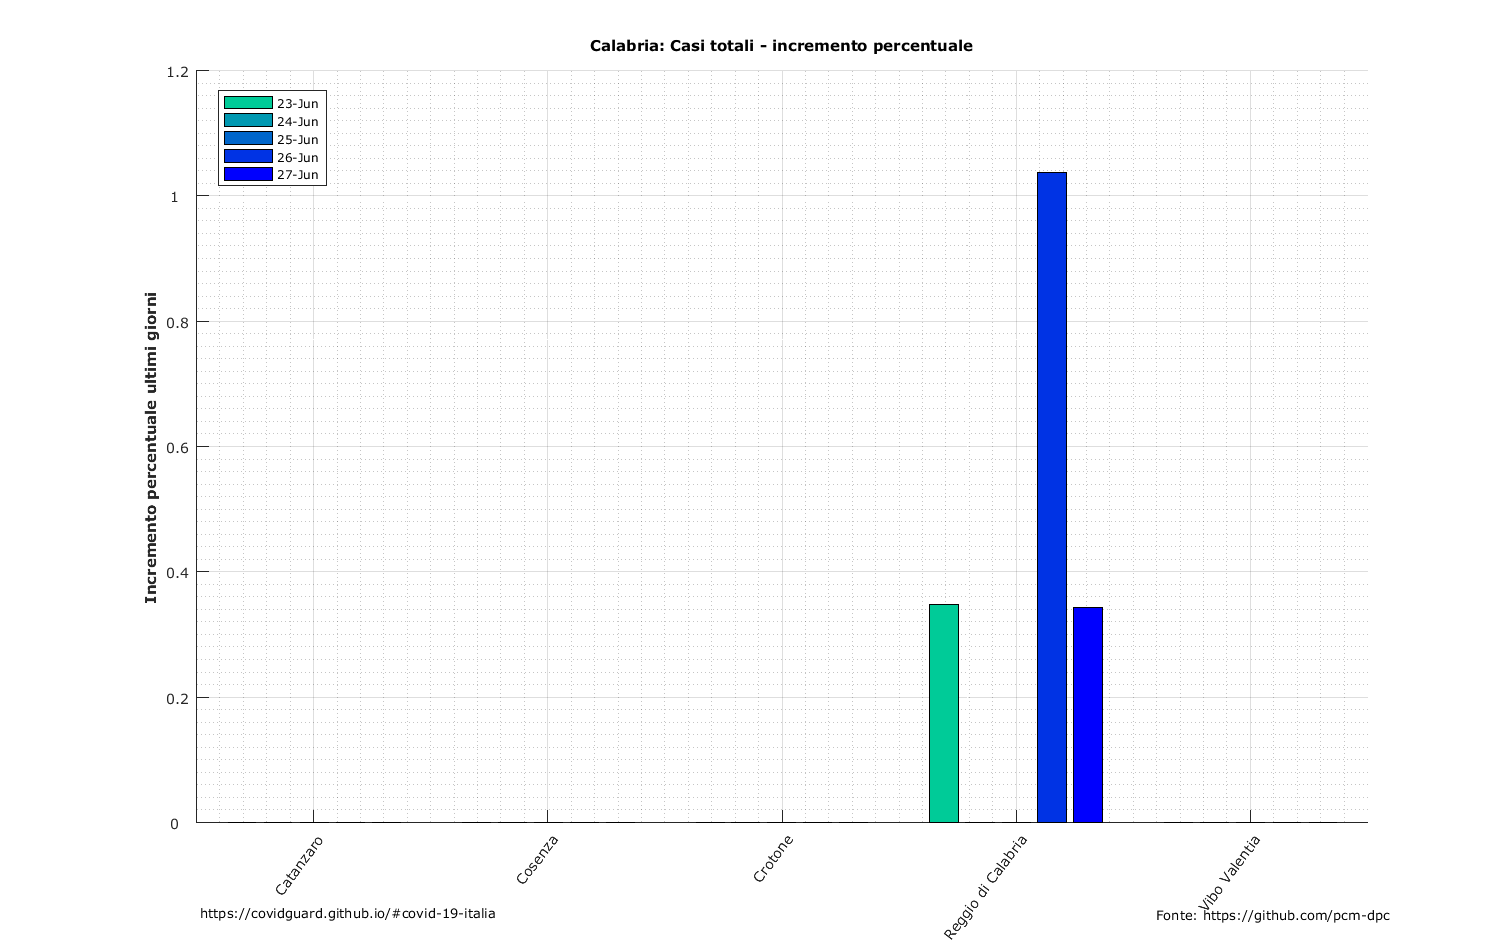 Calabria: Casi totali - incremento percentuale
1.2
1
0.8
0.6
0.4
0.2
0
Incremento percentuale ultimi giorni
23-Jun
24-Jun
25-Jun
26-Jun
27-Jun
Catanzaro
Cosenza
Crotone
Reggio di Calabria
Vibo Valentia
https://covidguard.github.io/#covid-19-italia
Fonte: https://github.com/pcm-dpc